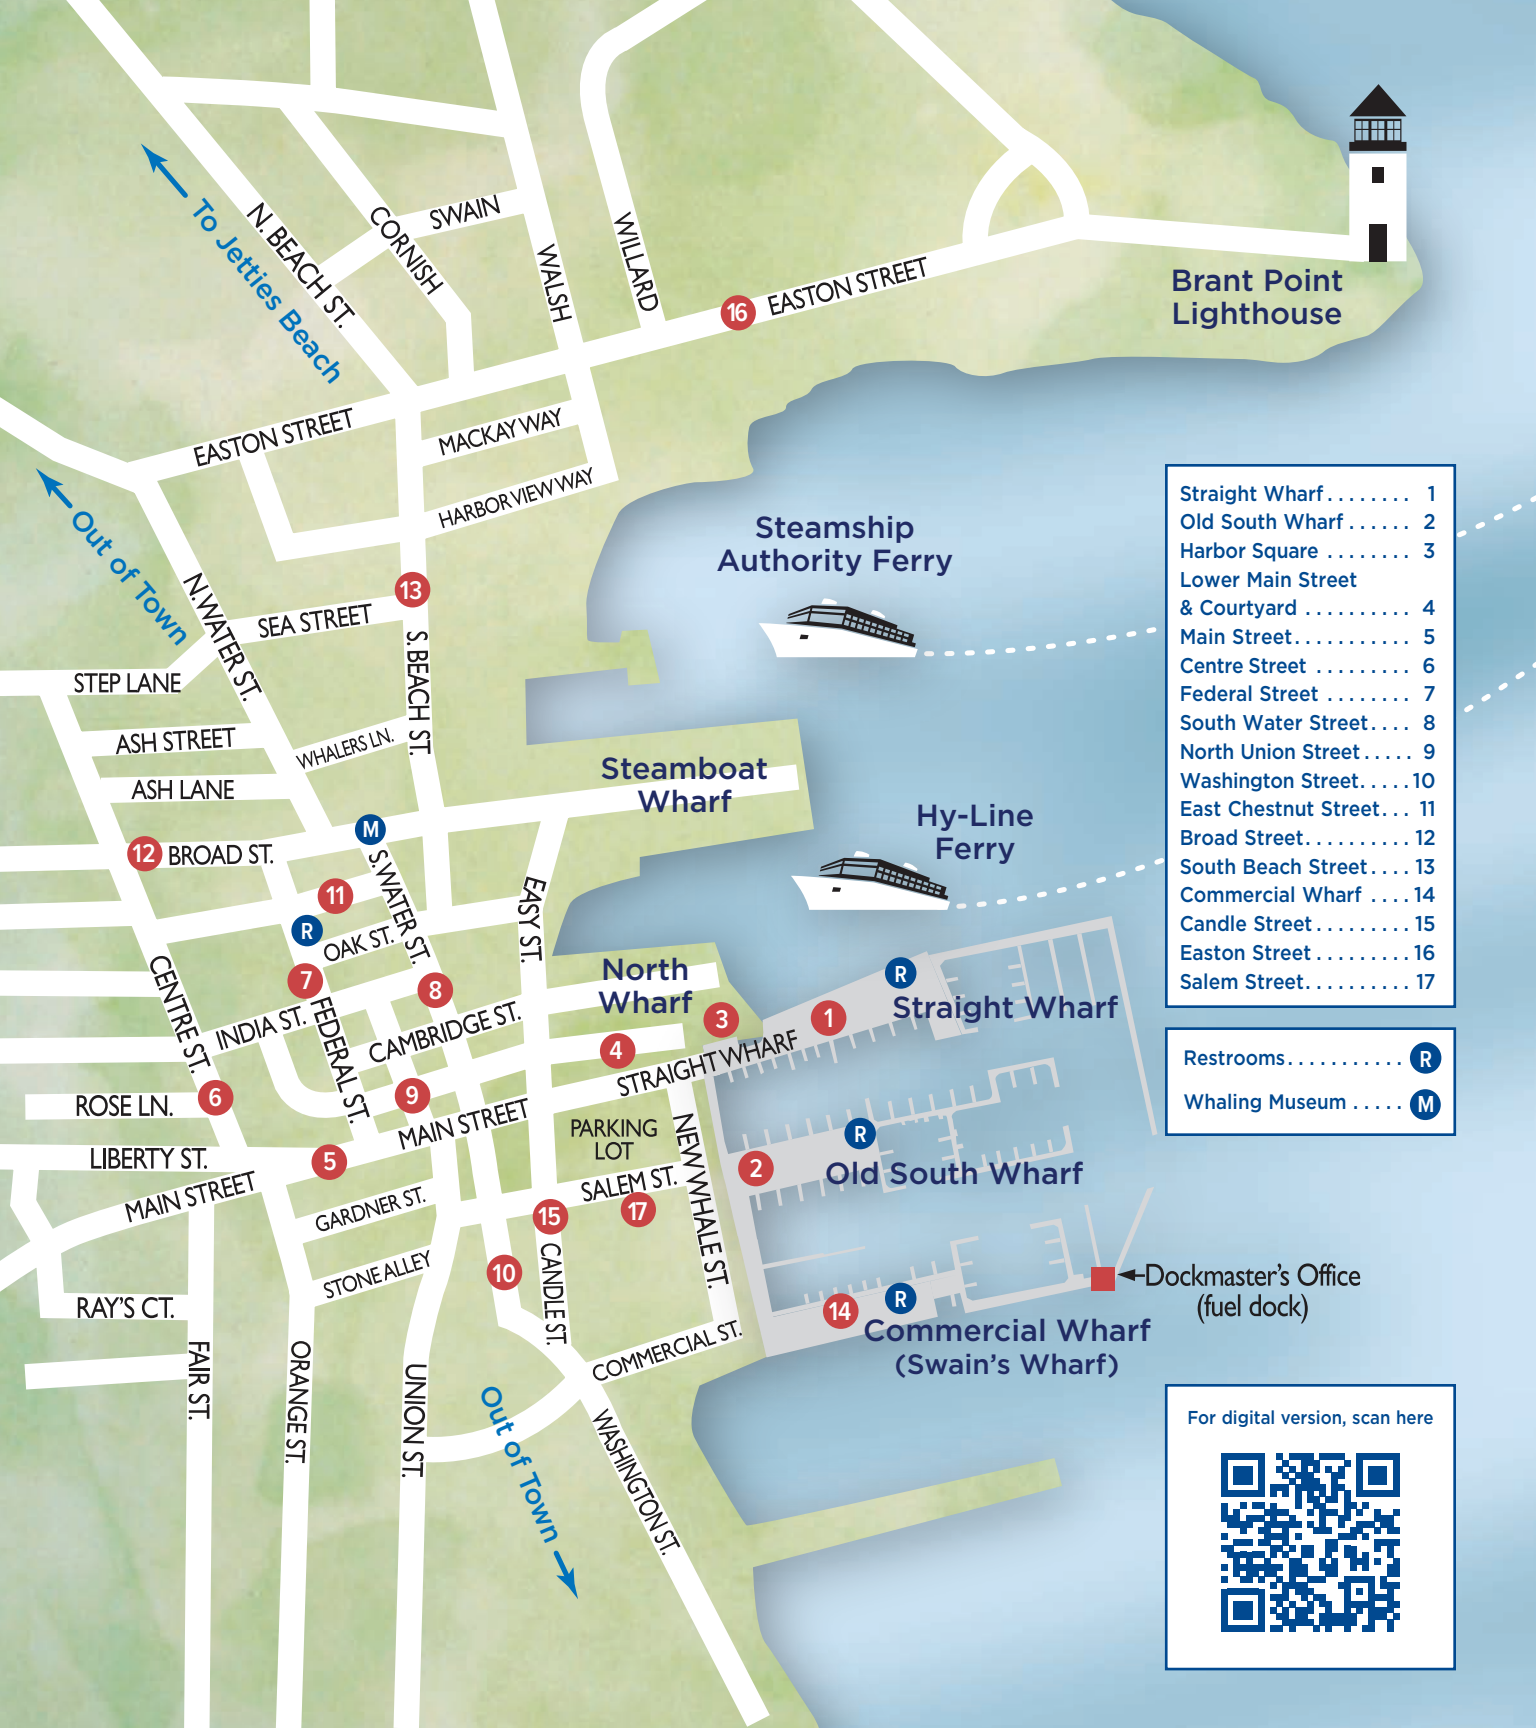 SWAIN
N. BEACH ST.
CORNISH
WALSH
WILLARD
To Jetties Beach
16
EASTON STREET
Brant Point
Lighthouse
EASTON STREET
MACKAY WAY
HARBOR VIEW WAY
Out of Town
Steamship
Authority Ferry
N. WATER ST.
13
SEA STREET
S. BEACH ST.
STEP LANE
ASH STREET
WHALERS LN.
ASH LANE
Steamboat
Wharf
M
12
BROAD ST.
Hy-Line
Ferry
11
S. WATER ST.
EASY ST.
R
OAK ST.
7
8
CENTRE ST.
INDIA ST.
FEDERAL ST.
CAMBRIDGE ST.
North
Wharf
R
Straight Wharf
3
1
4
STRAIGHT WHARF
ROSE LN.
6
9
MAIN STREET
PARKING
LOT
R
LIBERTY ST.
5
2
Old South Wharf
MAIN STREET
GARDNER ST.
SALEM ST.
17
15
NEW WHALE ST.
STONE ALLEY
10
CANDLE ST.
Dockmaster's Office
(fuel dock)
RAY'S CT.
14
R
Commercial Wharf
(Swain's Wharf)
COMMERCIAL ST.
FAIR ST.
ORANGE ST.
UNION ST.
Out of Town
WASHINGTON ST.
Straight Wharf........ 1
Old South Wharf...... 2
Harbor Square ........ 3
Lower Main Street
& Courtyard .......... 4
Main Street........... 5
Centre Street ......... 6
Federal Street ........ 7
South Water Street.... 8
North Union Street..... 9
Washington Street.....10
East Chestnut Street... 11
Broad Street..........12
South Beach Street....13
Commercial Wharf ....14
Candle Street.........15
Easton Street.........16
Salem Street..........17
Restrooms.......... R
Whaling Museum ..... M
For digital version, scan here